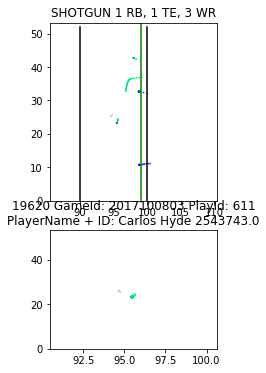 SHOTGUN 1 RB, 1 TE, 3 WR
50
40
30
20
10
0
90 95 100 105 110
19620 GameId: 2017100803 PlayId: 611
PlayerName + ID: Carlos Hyde 2543743.0
40
20
0
92.5 95.0 97.5 100.0